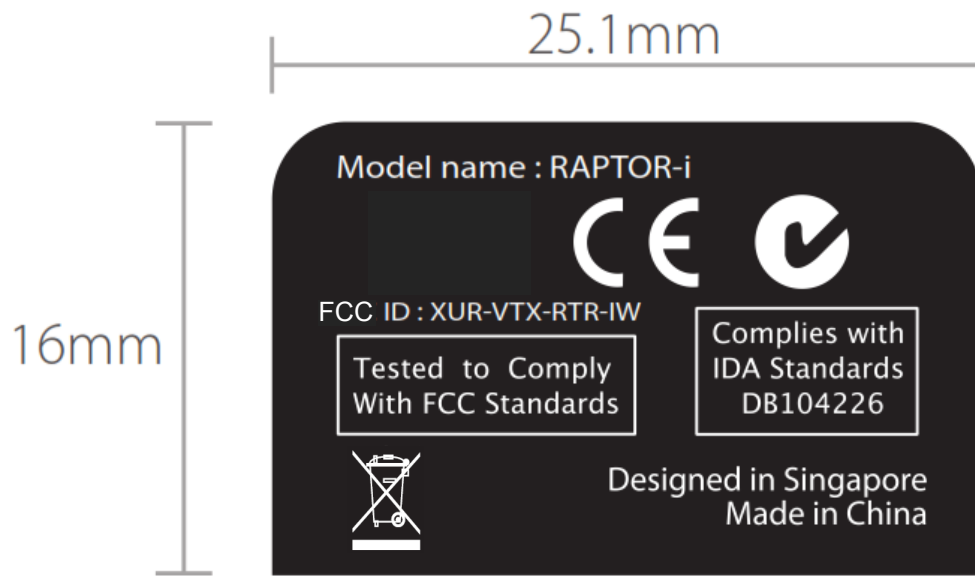 25.1mm
16mm
Model name : RAPTOR-i
CE
FCC ID : XUR-VTX-RTR-IW
Tested to Comply
With FCC Standards
Complies with
IDA Standards
DB104226
Designed in Singapore
Made in China